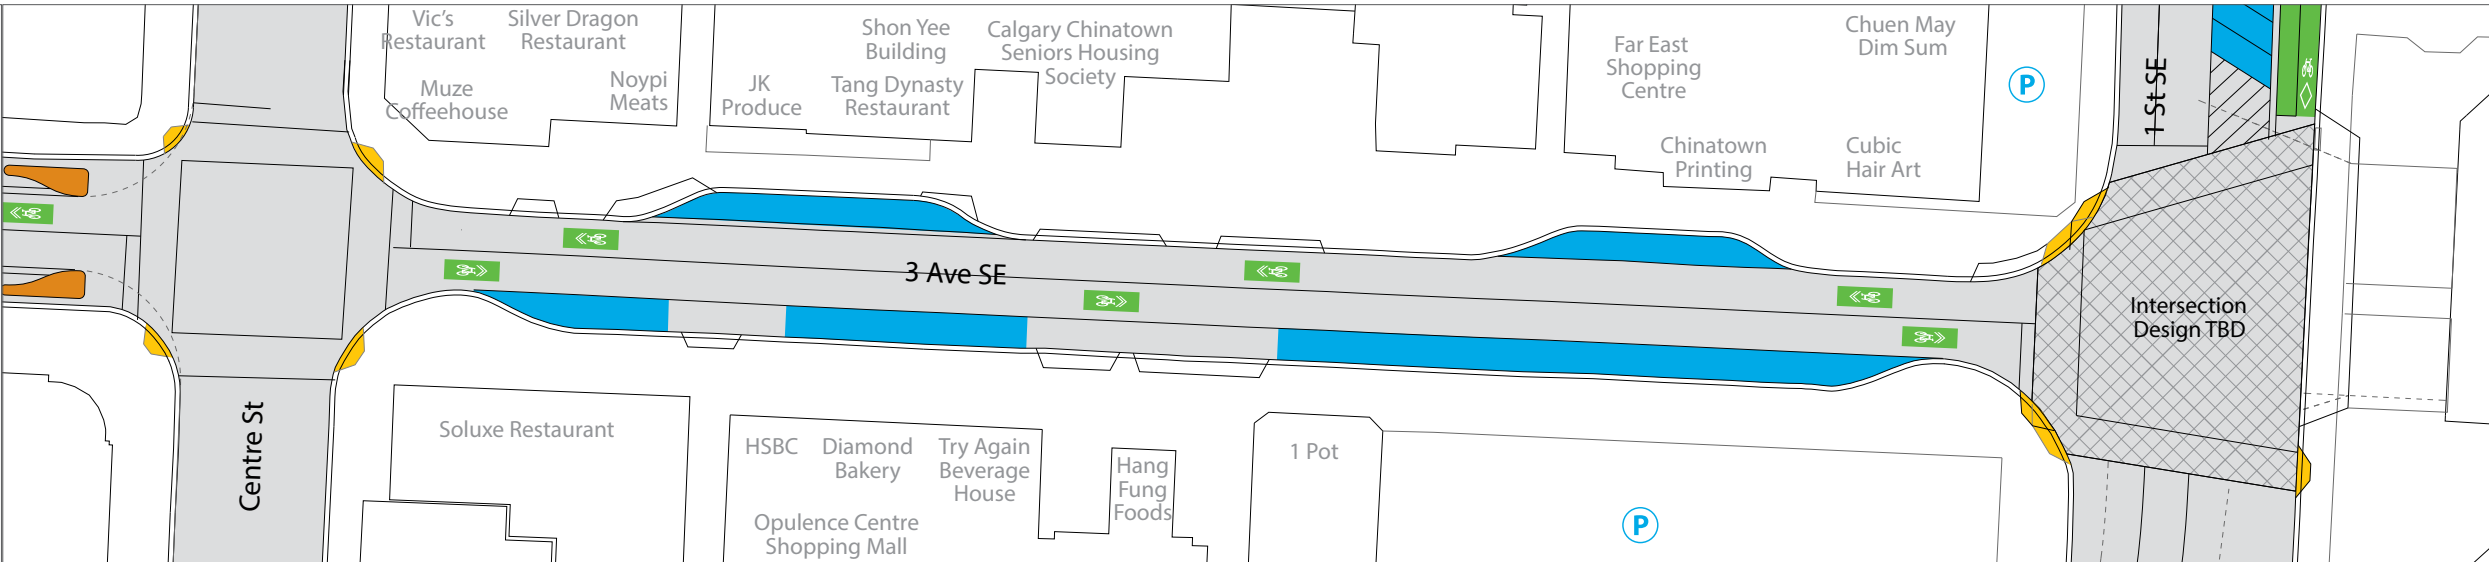 Vic's
Restaurant
Silver Dragon
Restaurant
Muze
Coffeehouse
Noypi
Meats
JK
Produce
Shon Yee
Building
Tang Dynasty
Restaurant
Calgary Chinatown
Seniors Housing
Society
Far East
Shopping
Centre
Chinatown
Printing
Chuen May
Dim Sum
Cubic
Hair Art
P
1 St SE
3 Ave SE
Intersection
Design TBD
Centre St
Soluxe Restaurant
HSBC
Diamond
Bakery
Try Again
Beverage
House
Opulence Centre
Shopping Mall
Hang
Fung
Foods
1 Pot
P